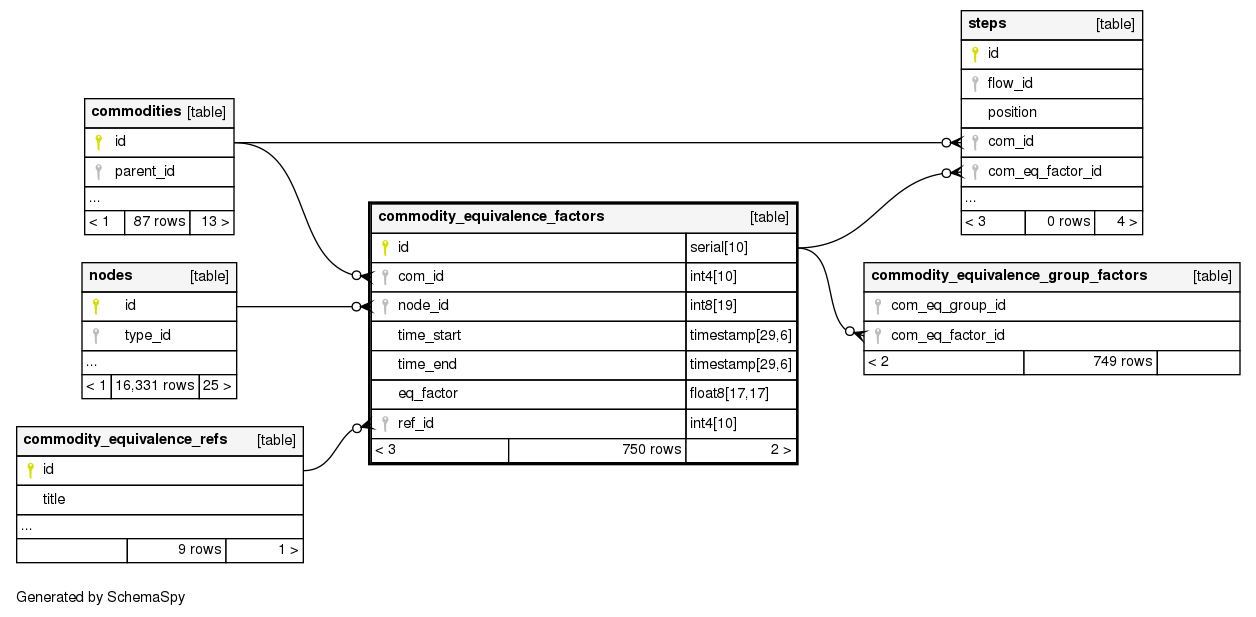 steps [table]
id
flow_id
position
com_id
com_eq_factor_id
...
< 3 0 rows 4 >
commodities [table]
id
parent_id
...
< 1 87 rows 13 >
commodity_equivalence_factors [table]
id serial[10]
com_id int4[10]
node_id int8[19]
time_start timestamp[29,6]
time_end timestamp[29,6]
eq_factor float8[17,17]
ref_id int4[10]
< 3 750 rows 2 >
nodes [table]
id
type_id
...
< 1 16,331 rows 25 >
commodity_equivalence_group_factors [table]
com_eq_group_id
com_eq_factor_id
< 2 749 rows
commodity_equivalence_refs [table]
id
title
...
9 rows 1 >
Generated by SchemaSpy